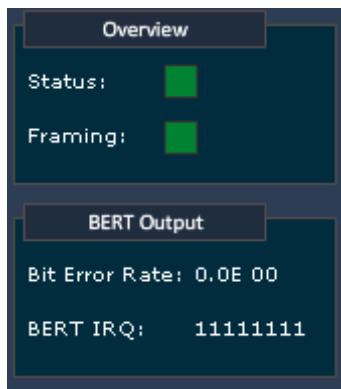 Overview
Status:
Framing:
BERT Output
Bit Error Rate: 0.0E 00
BERT IRQ: 11111111